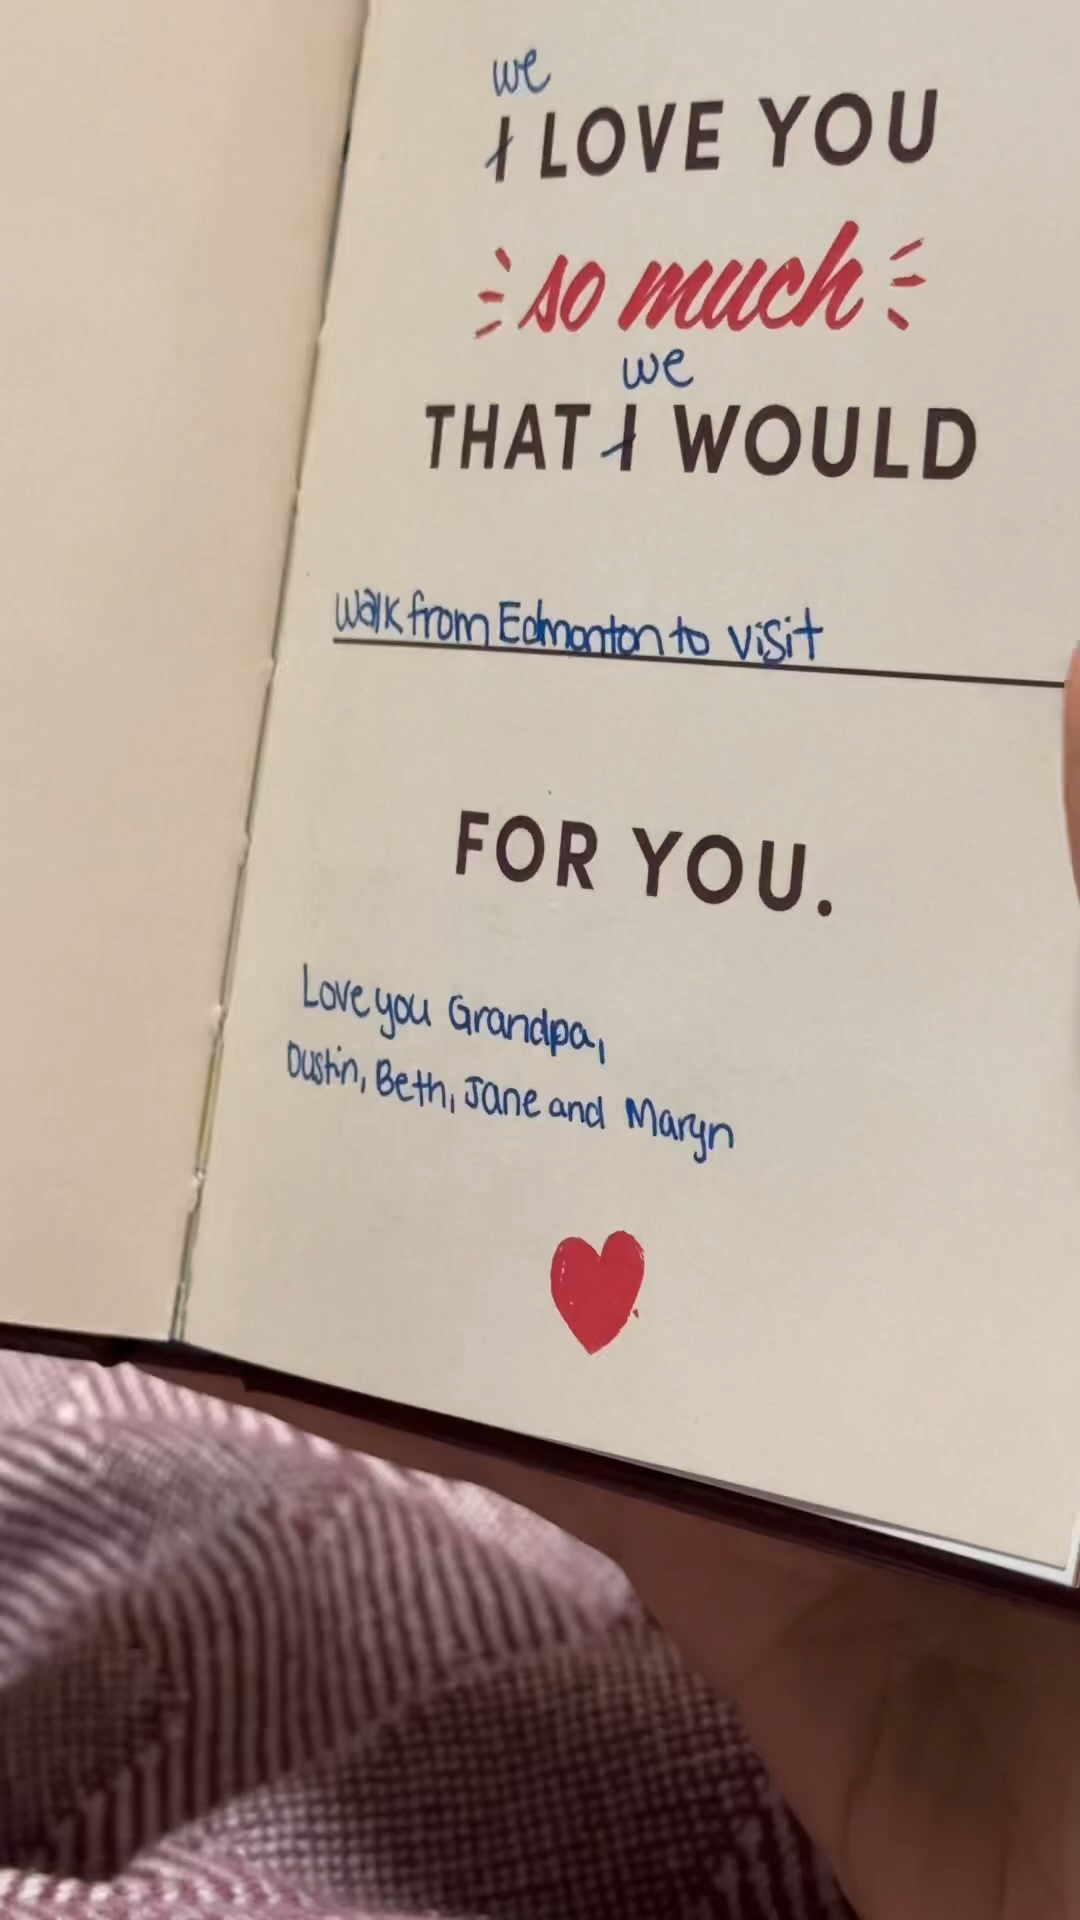 we
I LOVE YOU
so much
we
THAT I WOULD
Walk from Edmonton to visit
FOR YOU.
Love you Grandpa,
Dustin, Beth, Jane and Maryn